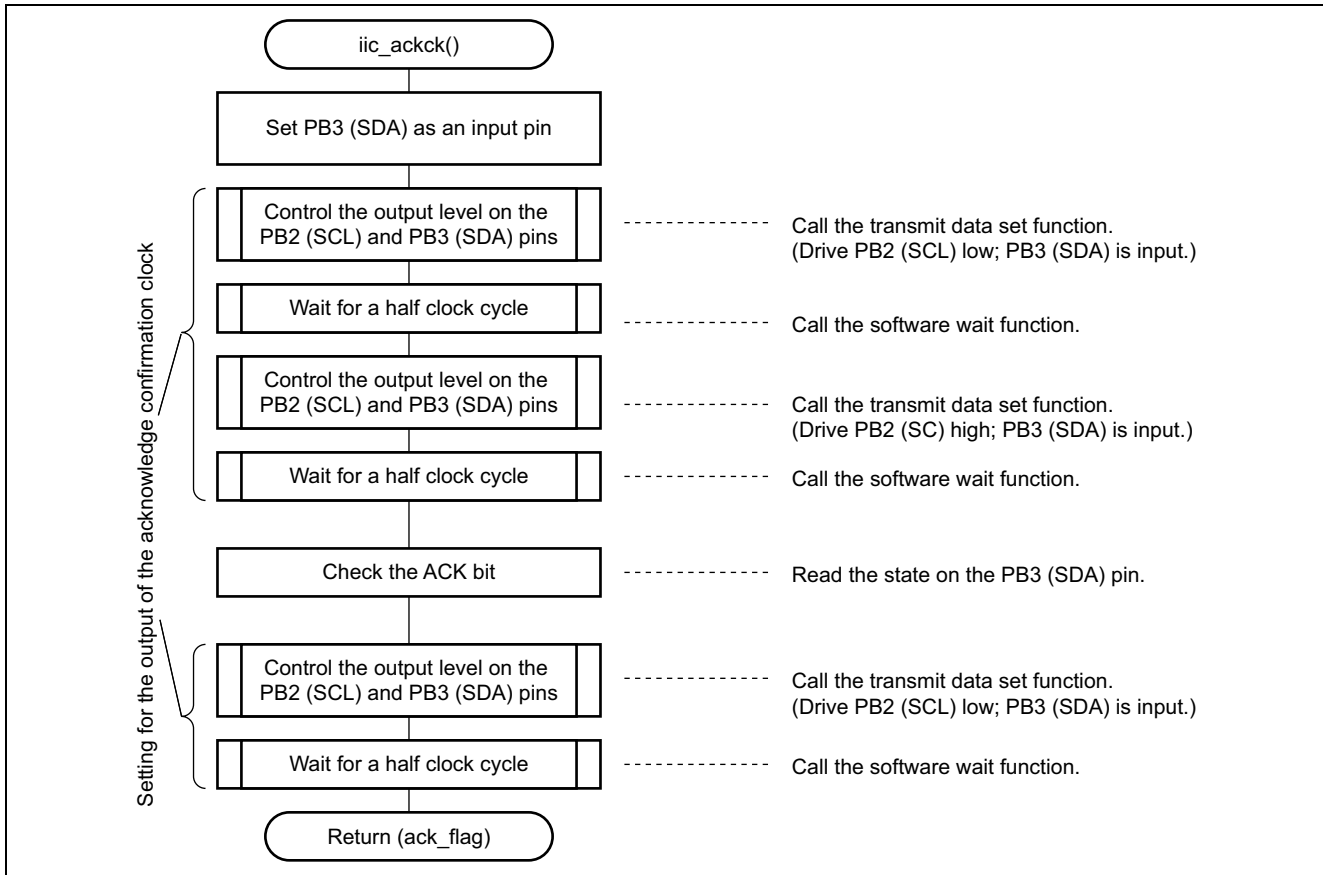 iic_ackck()
Set PB3 (SDA) as an input pin
Setting for the output of the acknowledge confirmation clock
Control the output level on the
PB2 (SCL) and PB3 (SDA) pins
Call the transmit data set function.
(Drive PB2 (SCL) low; PB3 (SDA) is input.)
Wait for a half clock cycle
Call the software wait function.
Control the output level on the
PB2 (SCL) and PB3 (SDA) pins
Call the transmit data set function.
(Drive PB2 (SC) high; PB3 (SDA) is input.)
Wait for a half clock cycle
Call the software wait function.
Check the ACK bit
Read the state on the PB3 (SDA) pin.
Control the output level on the
PB2 (SCL) and PB3 (SDA) pins
Call the transmit data set function.
(Drive PB2 (SCL) low; PB3 (SDA) is input.)
Wait for a half clock cycle
Call the software wait function.
Return (ack_flag)